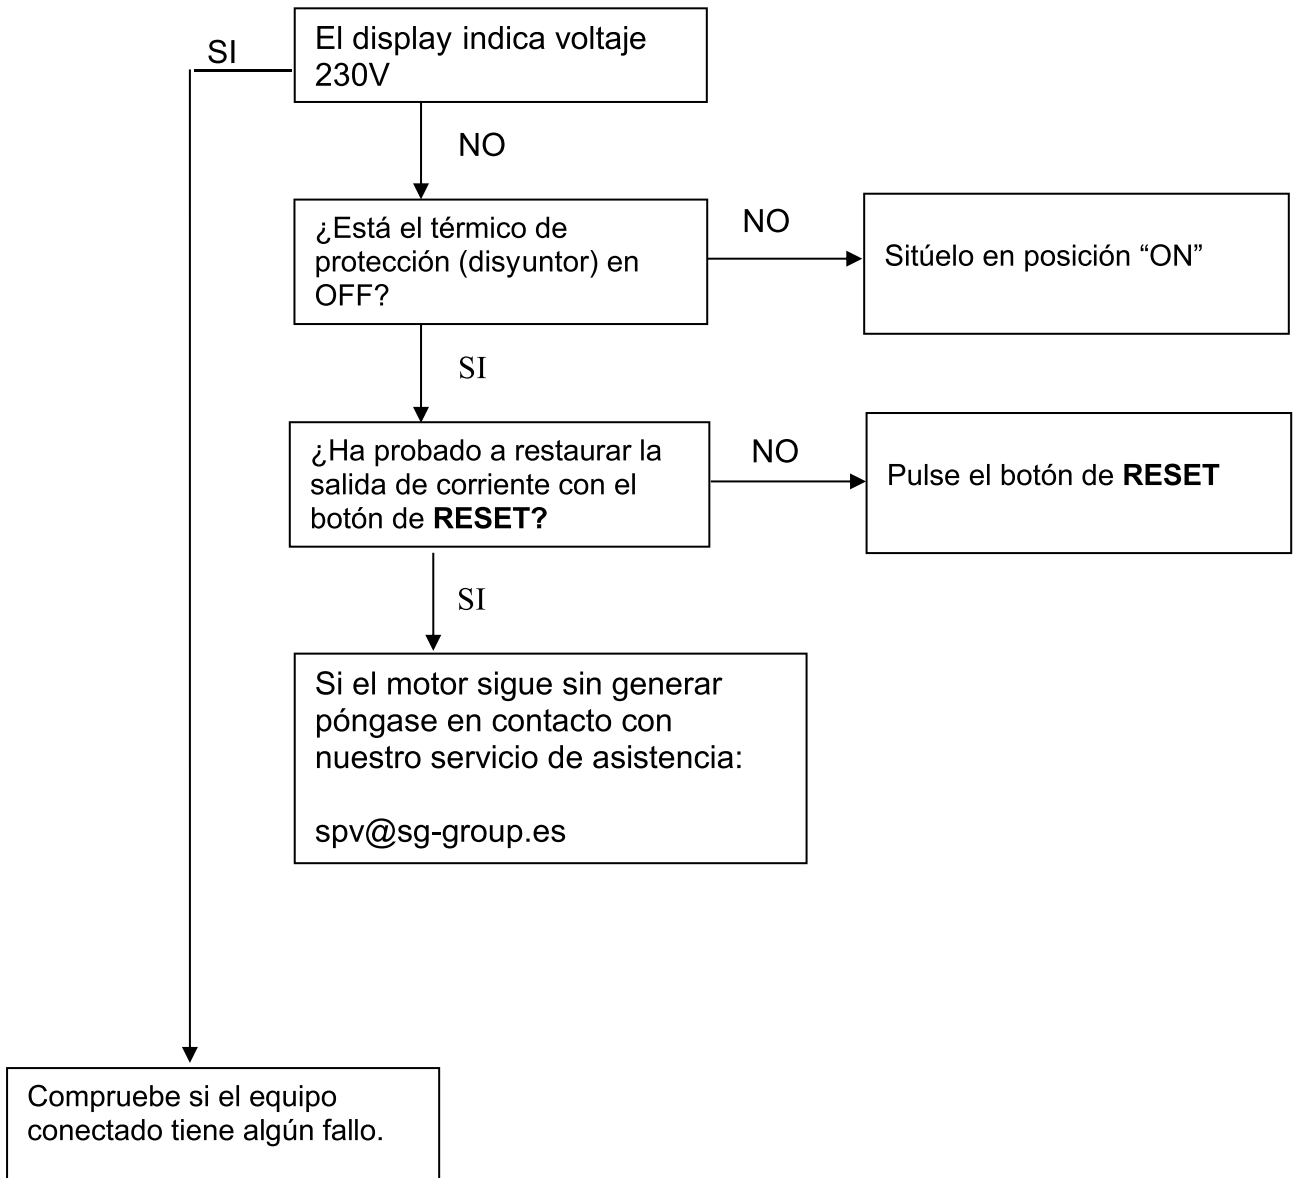 SI
El display indica voltaje
230V
NO
¿Está el térmico de
protección (disyuntor) en
OFF?
NO
Sitúelo en posición “ON”
SI
¿Ha probado a restaurar la
salida de corriente con el
botón de RESET?
NO
Pulse el botón de RESET
SI
Si el motor sigue sin generar
póngase en contacto con
nuestro servicio de asistencia:
spv@sg-group.es
Compruebe si el equipo
conectado tiene algún fallo.